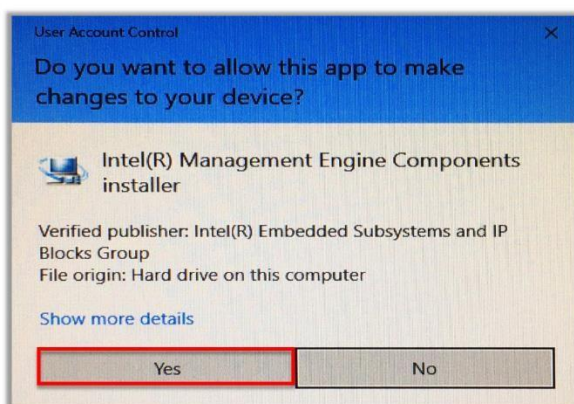 User Account Control
Do you want to allow this app to make
changes to your device?
Intel(R) Management Engine Components
installer
Verified publisher: Intel(R) Embedded Subsystems and IP
Blocks Group
File origin: Hard drive on this computer
Show more details
Yes
No